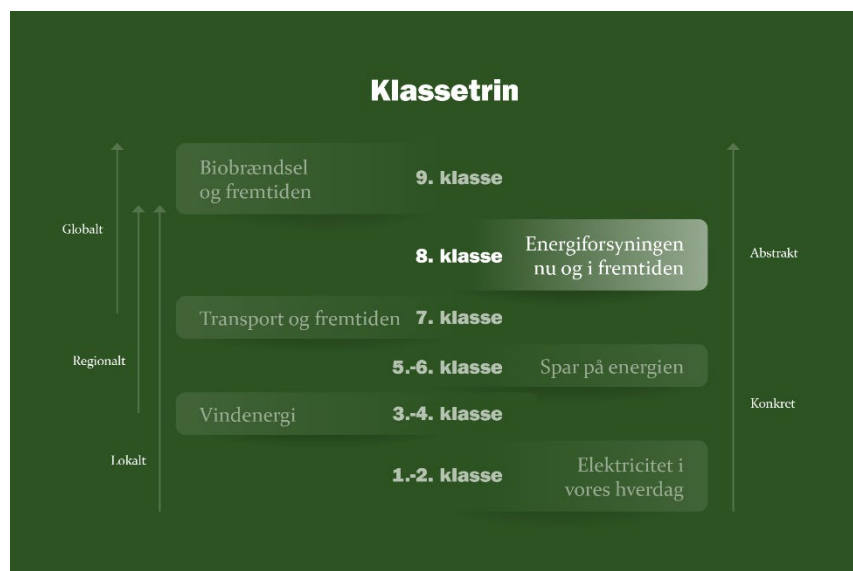 Klassetrin
Biobrændsel
og fremtiden
9. klasse
Globalt
8. klasse
Energiforsyningen
nu og i fremtiden
Abstrakt
Transport og fremtiden
7. klasse
Regionalt
5.-6. klasse
Spar på energien
Vindenergi
3.-4. klasse
Konkret
Lokalt
1.-2. klasse
Elektricitet i
vores hverdag